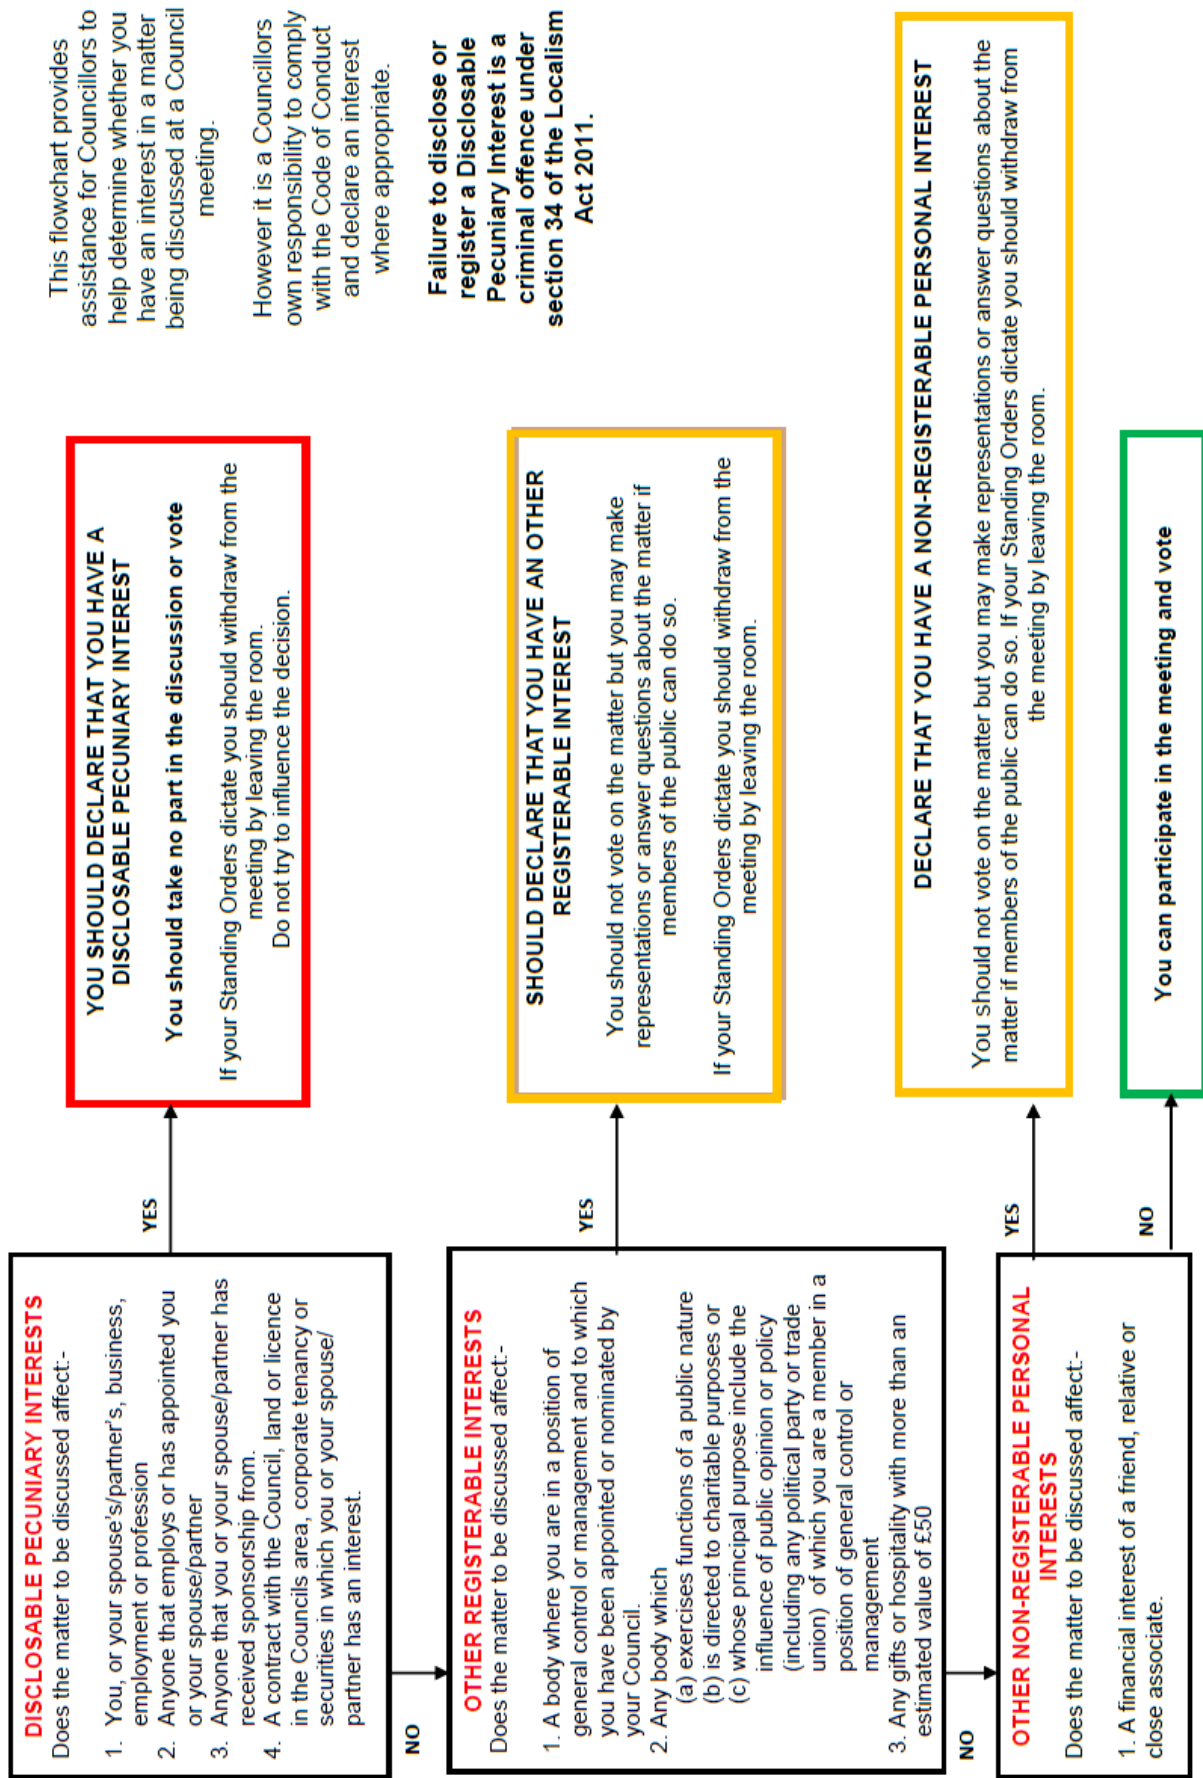 DISCLOSABLE PECUNIARY INTERESTS
Does the matter to be discussed affect:-
1. You, or your spouse's/partner's, business,
employment or profession
2. Anyone that employs or has appointed you
or your spouse/partner
3. Anyone that you or your spouse/partner has
received sponsorship from.
4. A contract with the Council, land or licence
in the Councils area, corporate tenancy or
securities in which you or your spouse/
partner has an interest.
YES
YOU SHOULD DECLARE THAT YOU HAVE A
DISCLOSABLE PECUNIARY INTEREST
You should take no part in the discussion or vote
If your Standing Orders dictate you should withdraw from the
meeting by leaving the room.
Do not try to influence the decision.
This flowchart provides
assistance for Councillors to
help determine whether you
have an interest in a matter
being discussed at a Council
meeting.
However it is a Councillors
own responsibility to comply
with the Code of Conduct
and declare an interest
where appropriate.
Failure to disclose or
register a Disclosable
Pecuniary Interest is a
criminal offence under
section 34 of the Localism
Act 2011.
NO
OTHER REGISTERABLE INTERESTS
Does the matter to be discussed affect:-
1. A body where you are in a position of
general control or management and to which
you have been appointed or nominated by
your Council.
2. Any body which
(a) exercises functions of a public nature
(b) is directed to charitable purposes or
(c) whose principal purpose include the
influence of public opinion or policy
(including any political party or trade
union) of which you are a member in a
position of general control or
management
3. Any gifts or hospitality with more than an
estimated value of £50
YES
SHOULD DECLARE THAT YOU HAVE AN OTHER
REGISTERABLE INTEREST
You should not vote on the matter but you may make
representations or answer questions about the matter if
members of the public can do so.
If your Standing Orders dictate you should withdraw from the
meeting by leaving the room.
NO
OTHER NON-REGISTERABLE PERSONAL
INTERESTS
Does the matter to be discussed affect:-
1. A financial interest of a friend, relative or
close associate.
YES
DECLARE THAT YOU HAVE A NON-REGISTERABLE PERSONAL INTEREST
You should not vote on the matter but you may make representations or answer questions about the
matter if members of the public can do so. If your Standing Orders dictate you should withdraw from
the meeting by leaving the room.
NO
You can participate in the meeting and vote